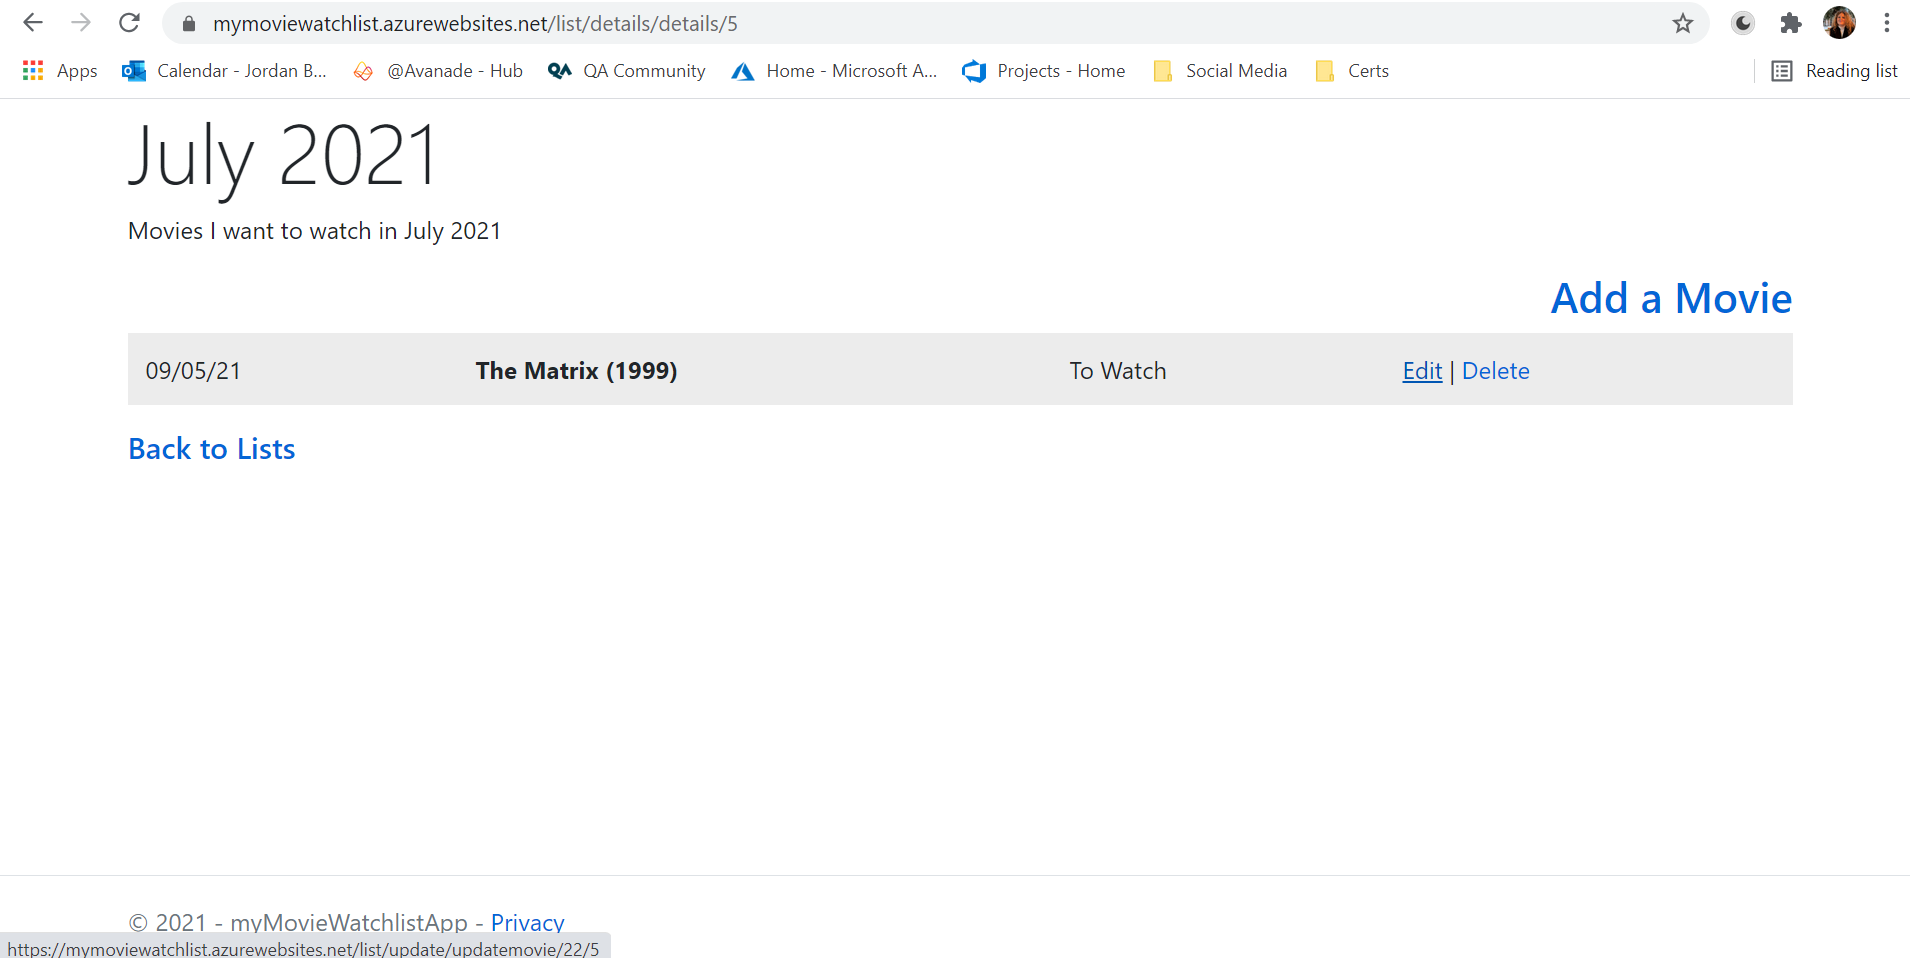 mymoviewatchlist.azurewebsites.net/list/details/details/5
Apps Calendar - Jordan B... @Avanade - Hub QA QA Community Home - Microsoft A... Projects - Home Social Media Certs Reading list
July 2021
Movies I want to watch in July 2021
Add a Movie
09/05/21 The Matrix (1999) To Watch Edit | Delete
Back to Lists
© 2021 - myMovieWatchlistApp - Privacy
https://mymoviewatchlist.azurewebsites.net/list/update/updatemovie/22/5